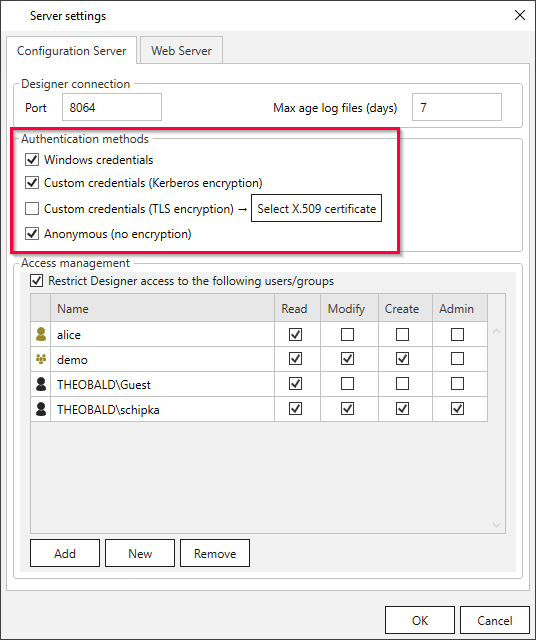 Server settings
Configuration Server Web Server
Designer connection
Port 8064 Max age log files (days) 7
Authentication methods
Windows credentials
Custom credentials (Kerberos encryption)
Custom credentials (TLS encryption) → Select X.509 certificate
Anonymous (no encryption)
Access management
Restrict Designer access to the following users/groups
Name Read Modify Create Admin
alice
demo
THEOBALD\Guest
THEOBALD\schipka
Add New Remove
OK Cancel